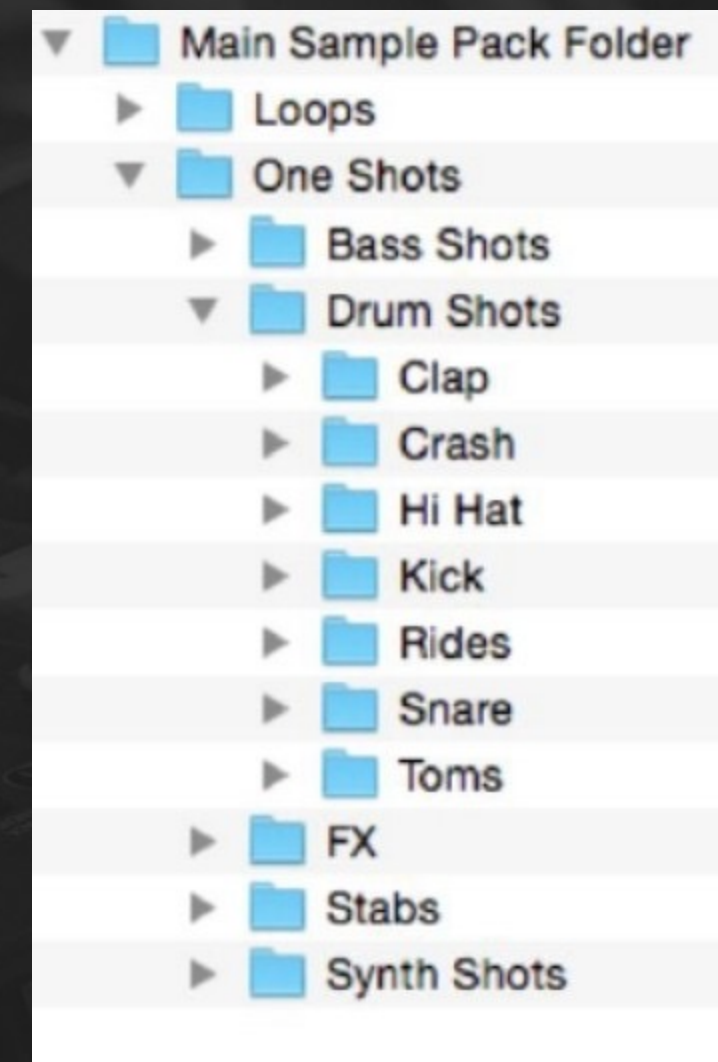 Main Sample Pack Folder
Loops
One Shots
Bass Shots
Drum Shots
Clap
Crash
Hi Hat
Kick
Rides
Snare
Toms
FX
Stabs
Synth Shots